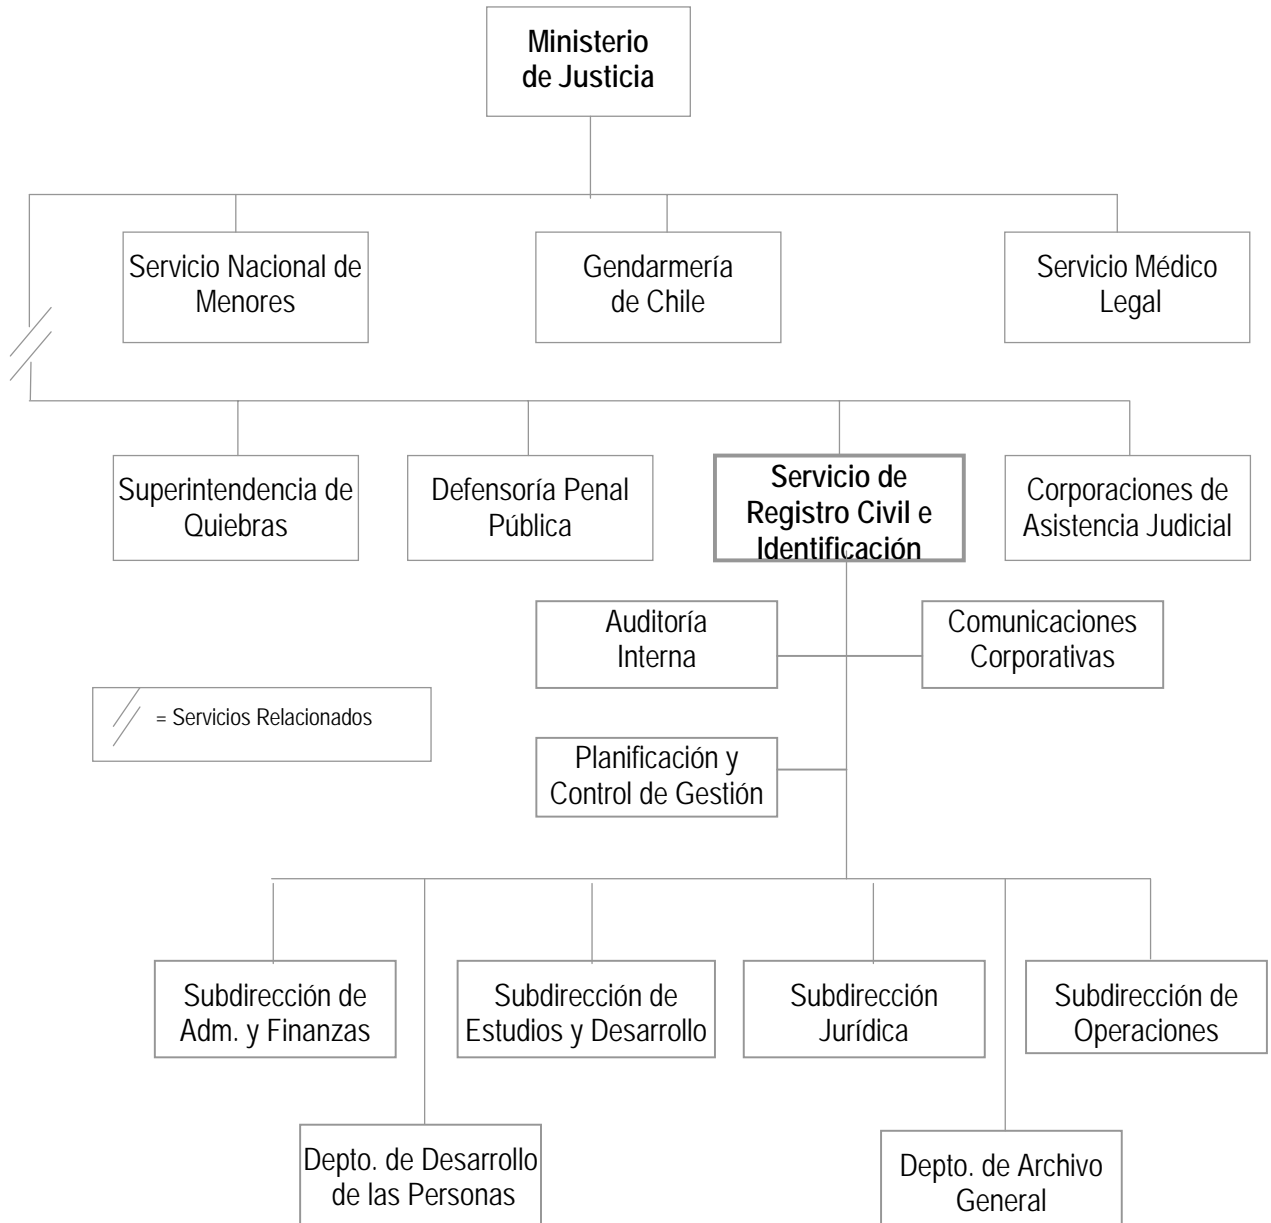 Ministerio
de Justicia
Servicio Nacional de
Menores
Gendarmería
de Chile
Servicio Médico
Legal
Superintendencia de
Quiebras
Defensoría Penal
Pública
Servicio de
Registro Civil e
Identificación
Corporaciones de
Asistencia Judicial
Auditoría
Interna
Comunicaciones
Corporativas
= Servicios Relacionados
Planificación y
Control de Gestión
Subdirección de
Adm. y Finanzas
Subdirección de
Estudios y Desarrollo
Subdirección
Jurídica
Subdirección de
Operaciones
Depto. de Desarrollo
de las Personas
Depto. de Archivo
General